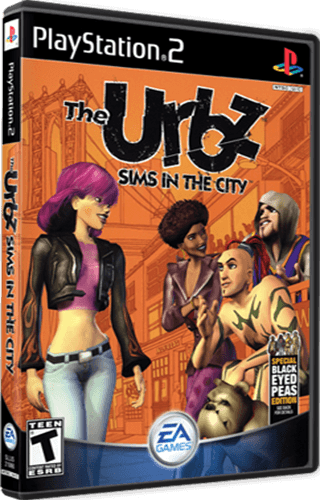 PlayStation 2
PlayStation.2
The
Urbz
SIMS IN THE CITY
The
Urbz
SIMS IN THE CITY
SPECIAL
BLACK
EYED
PEAS
EDITION
TEEN
T
ESRB
EA
GAMES
EA